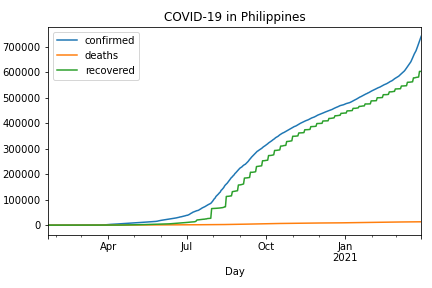 COVID-19 in Philippines
confirmed
deaths
recovered
700000
600000
500000
400000
300000
200000
100000
0
Apr
Jul
Oct
Jan
2021
Day